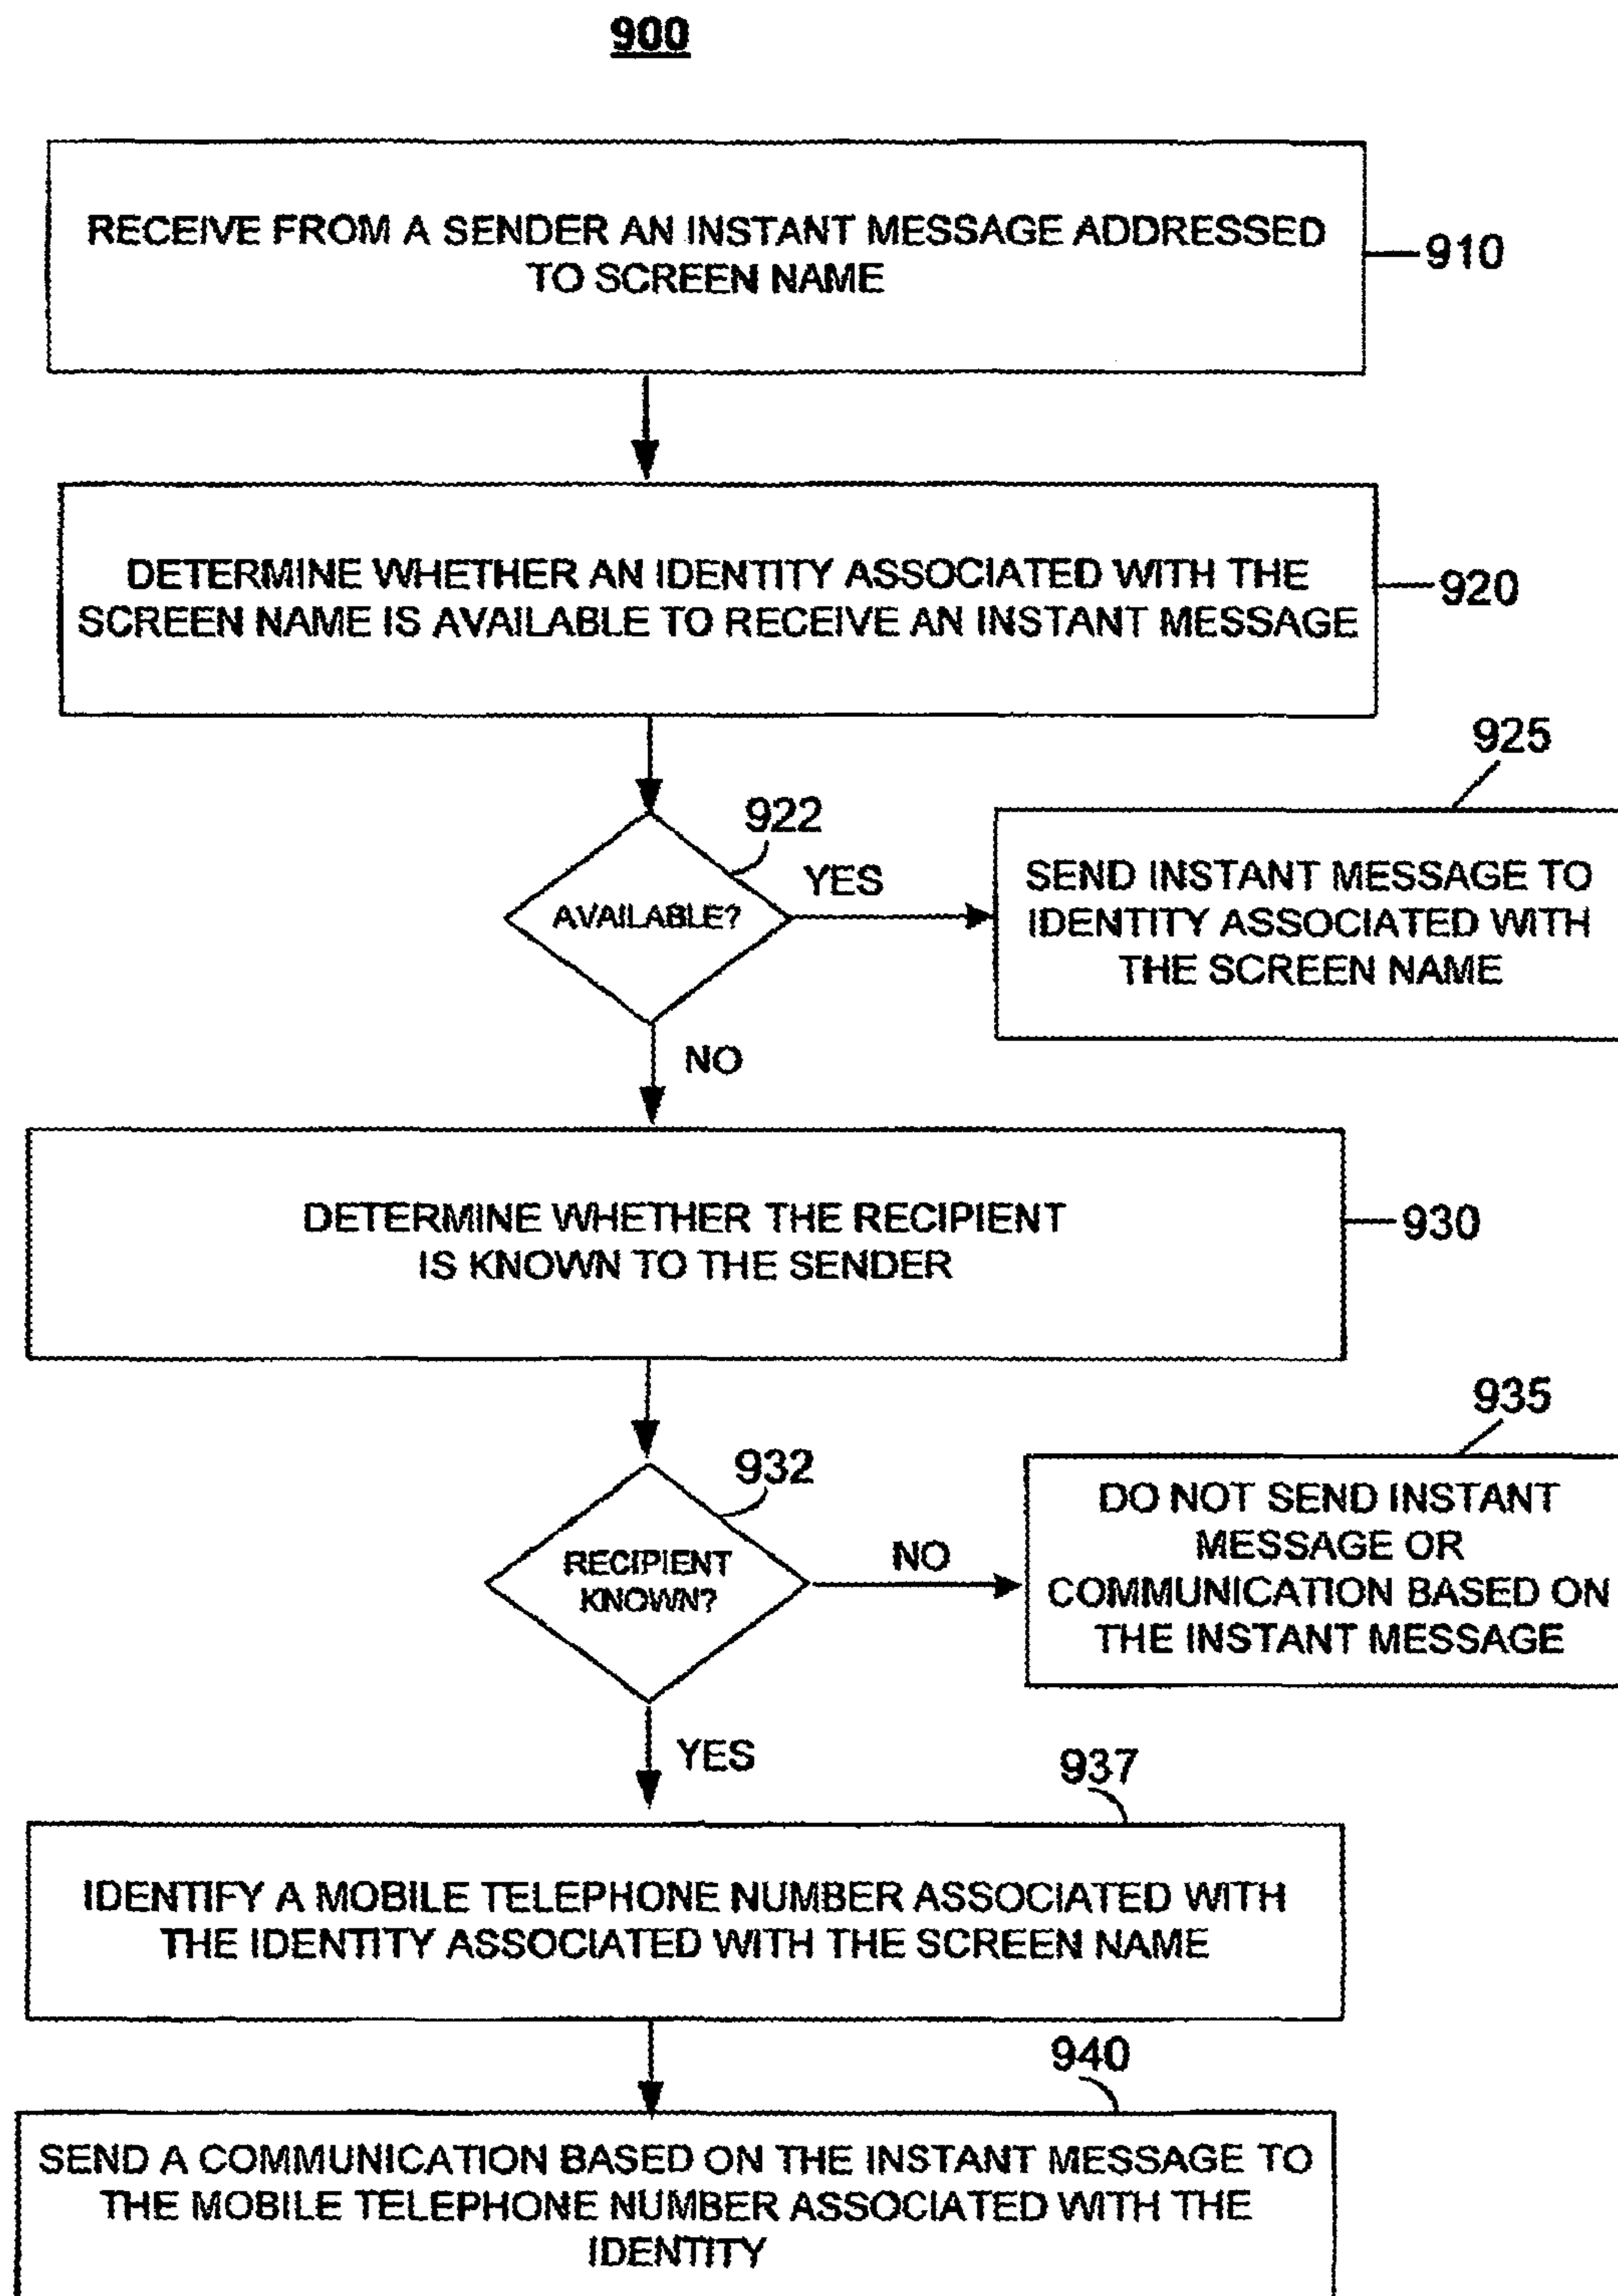 900
RECEIVE FROM A SENDER AN INSTANT MESSAGE ADDRESSED
TO SCREEN NAME
910
DETERMINE WHETHER AN IDENTITY ASSOCIATED WITH THE
SCREEN NAME IS AVAILABLE TO RECEIVE AN INSTANT MESSAGE
920
922
AVAILABLE?
YES
925
SEND INSTANT MESSAGE TO
IDENTITY ASSOCIATED WITH
THE SCREEN NAME
NO
DETERMINE WHETHER THE RECIPIENT
IS KNOWN TO THE SENDER
930
932
RECIPIENT
KNOWN?
NO
935
DO NOT SEND INSTANT
MESSAGE OR
COMMUNICATION BASED ON
THE INSTANT MESSAGE
YES
937
IDENTIFY A MOBILE TELEPHONE NUMBER ASSOCIATED WITH
THE IDENTITY ASSOCIATED WITH THE SCREEN NAME
940
SEND A COMMUNICATION BASED ON THE INSTANT MESSAGE TO
THE MOBILE TELEPHONE NUMBER ASSOCIATED WITH THE
IDENTITY